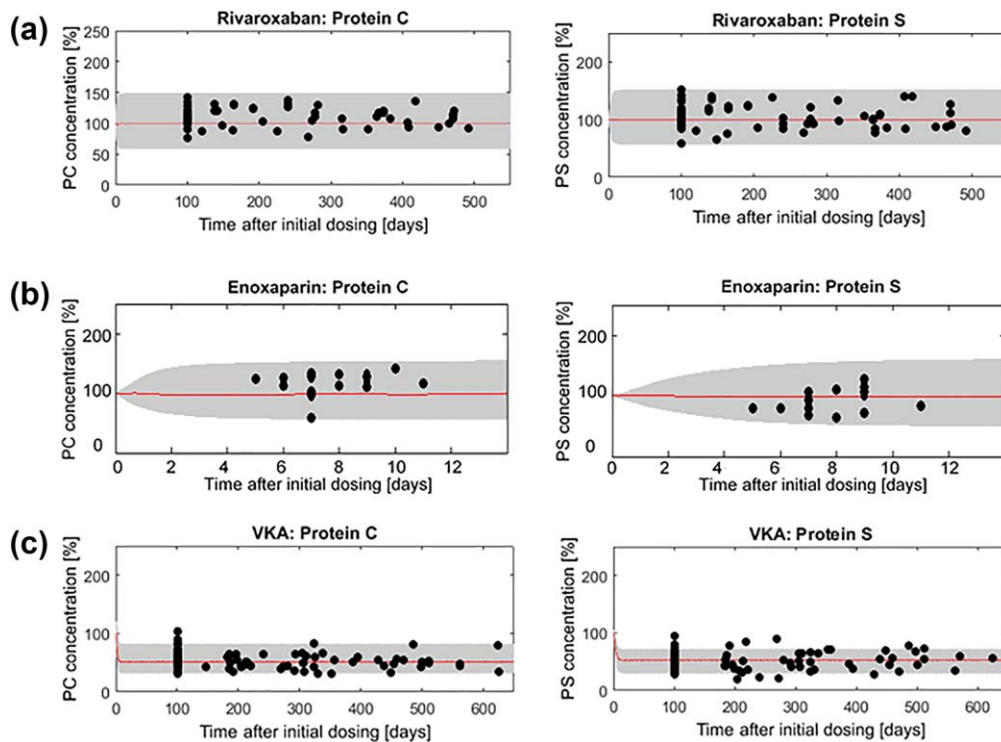 (a)
Rivaroxaban: Protein C
PC concentration [%]
250
200
150
100
50
0
0 100 200 300 400 500
Time after initial dosing [days]
Rivaroxaban: Protein S
PS concentration [%]
200
100
0
0 100 200 300 400 500
Time after initial dosing [days]
(b)
Enoxaparin: Protein C
PC concentration [%]
200
100
0
0 2 4 6 8 10 12
Time after initial dosing [days]
Enoxaparin: Protein S
PS concentration [%]
200
100
0
0 2 4 6 8 10 12
Time after initial dosing [days]
(c)
VKA: Protein C
PC concentration [%]
200
100
0
0 100 200 300 400 500 600
Time after initial dosing [days]
VKA: Protein S
PS concentration [%]
200
100
0
0 100 200 300 400 500 600
Time after initial dosing [days]